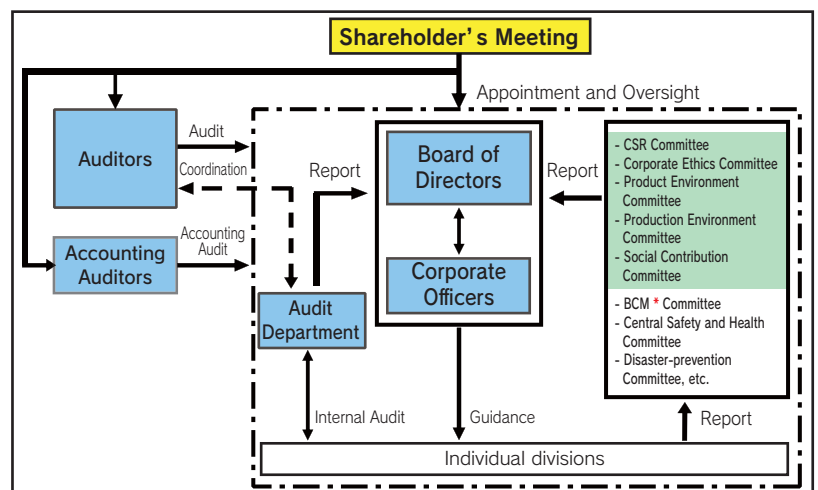 Shareholder's Meeting
Appointment and Oversight
Auditors
Audit
Coordination
Accounting
Audit
Accounting
Auditors
Report
Board of
Directors
Corporate
Officers
Report
Audit
Department
- CSR Committee
- Corporate Ethics Committee
- Product Environment
Committee
- Production Environment
Committee
- Social Contribution
Committee
- BCM * Committee
- Central Safety and Health
Committee
- Disaster-prevention
Committee, etc.
Internal Audit
Guidance
Report
Individual divisions